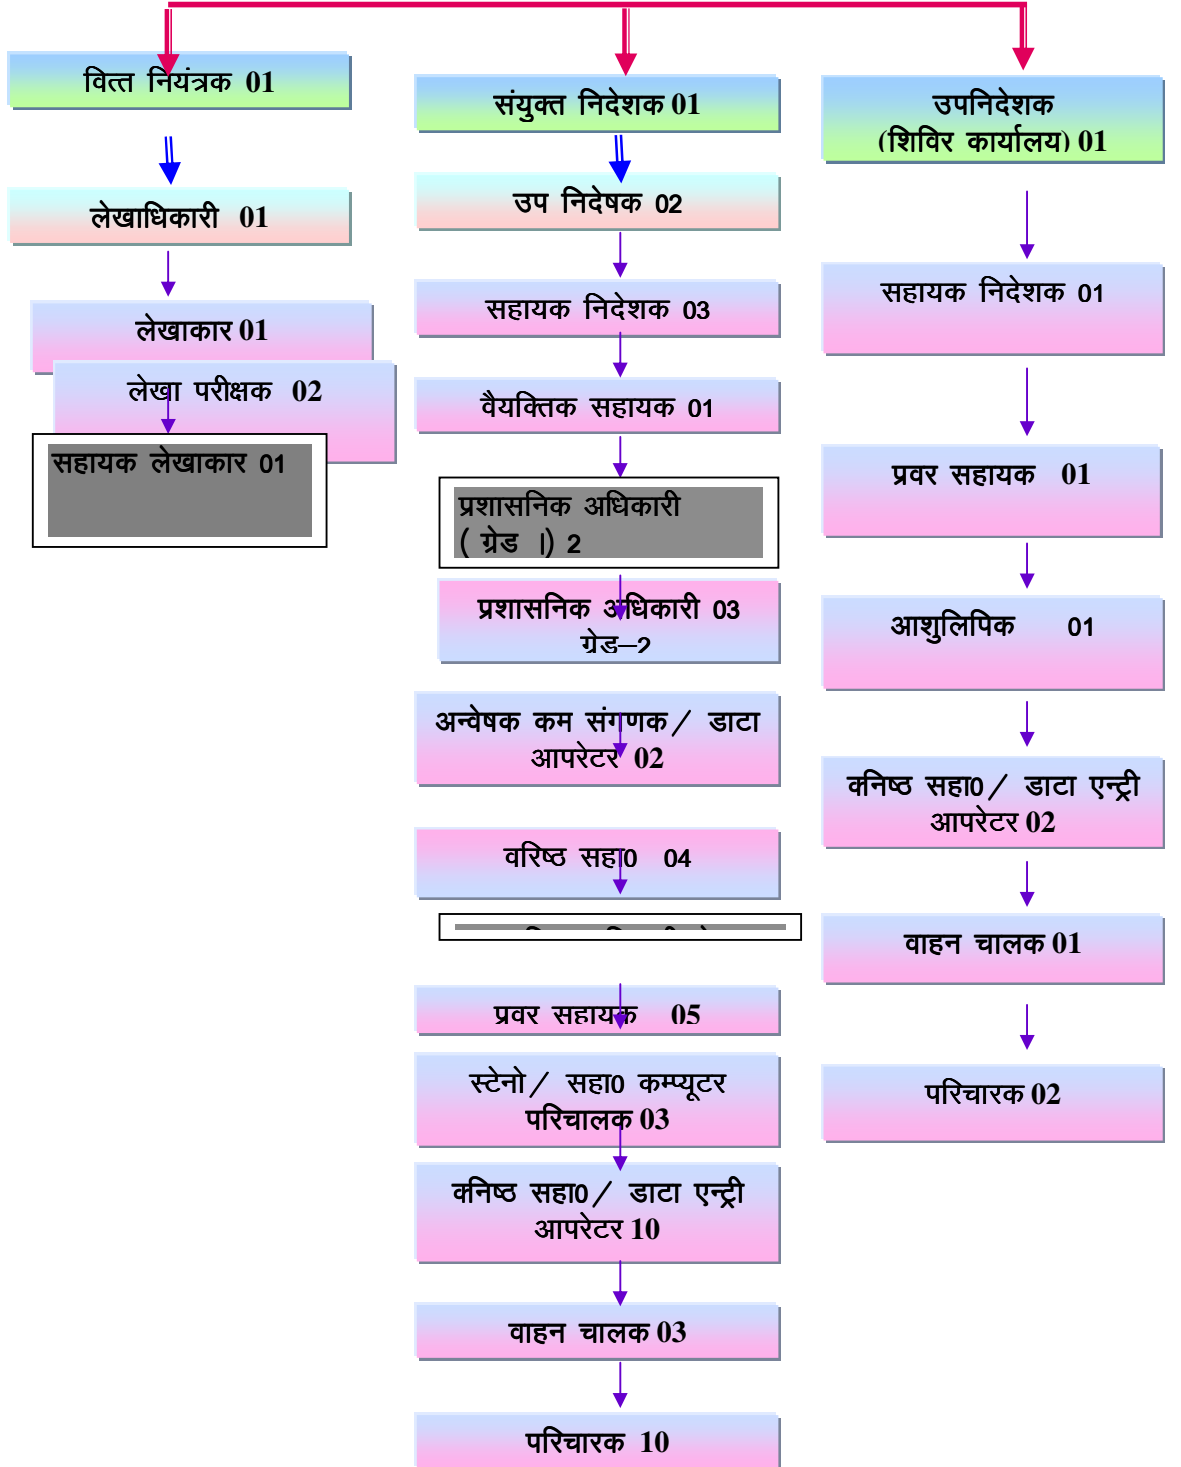 वित्त नियंत्रक 01
लेखाधिकारी 01
लेखाकार 01
लेखा परीक्षक 02
सहायक लेखाकार 01
संयुक्त निदेशक 01
उप निदेषक 02
सहायक निदेशक 03
वैयक्तिक सहायक 01
प्रशासनिक अधिकारी
( ग्रेड ।) 2
प्रशासनिक अधिकारी 03
ग्रेड–2
अन्वेषक कम संगणक/ डाटा
आपरेटर 02
वरिष्ठ सहा0 04
प्रवर सहायक 05
स्टेनो/ सहा0 कम्प्यूटर
परिचालक 03
कनिष्ठ सहा0/ डाटा एन्ट्री
आपरेटर 10
वाहन चालक 03
परिचारक 10
उपनिदेशक
(शिविर कार्यालय) 01
सहायक निदेशक 01
प्रवर सहायक 01
आशुलिपिक 01
कनिष्ठ सहा0/ डाटा एन्ट्री
आपरेटर 02
वाहन चालक 01
परिचारक 02